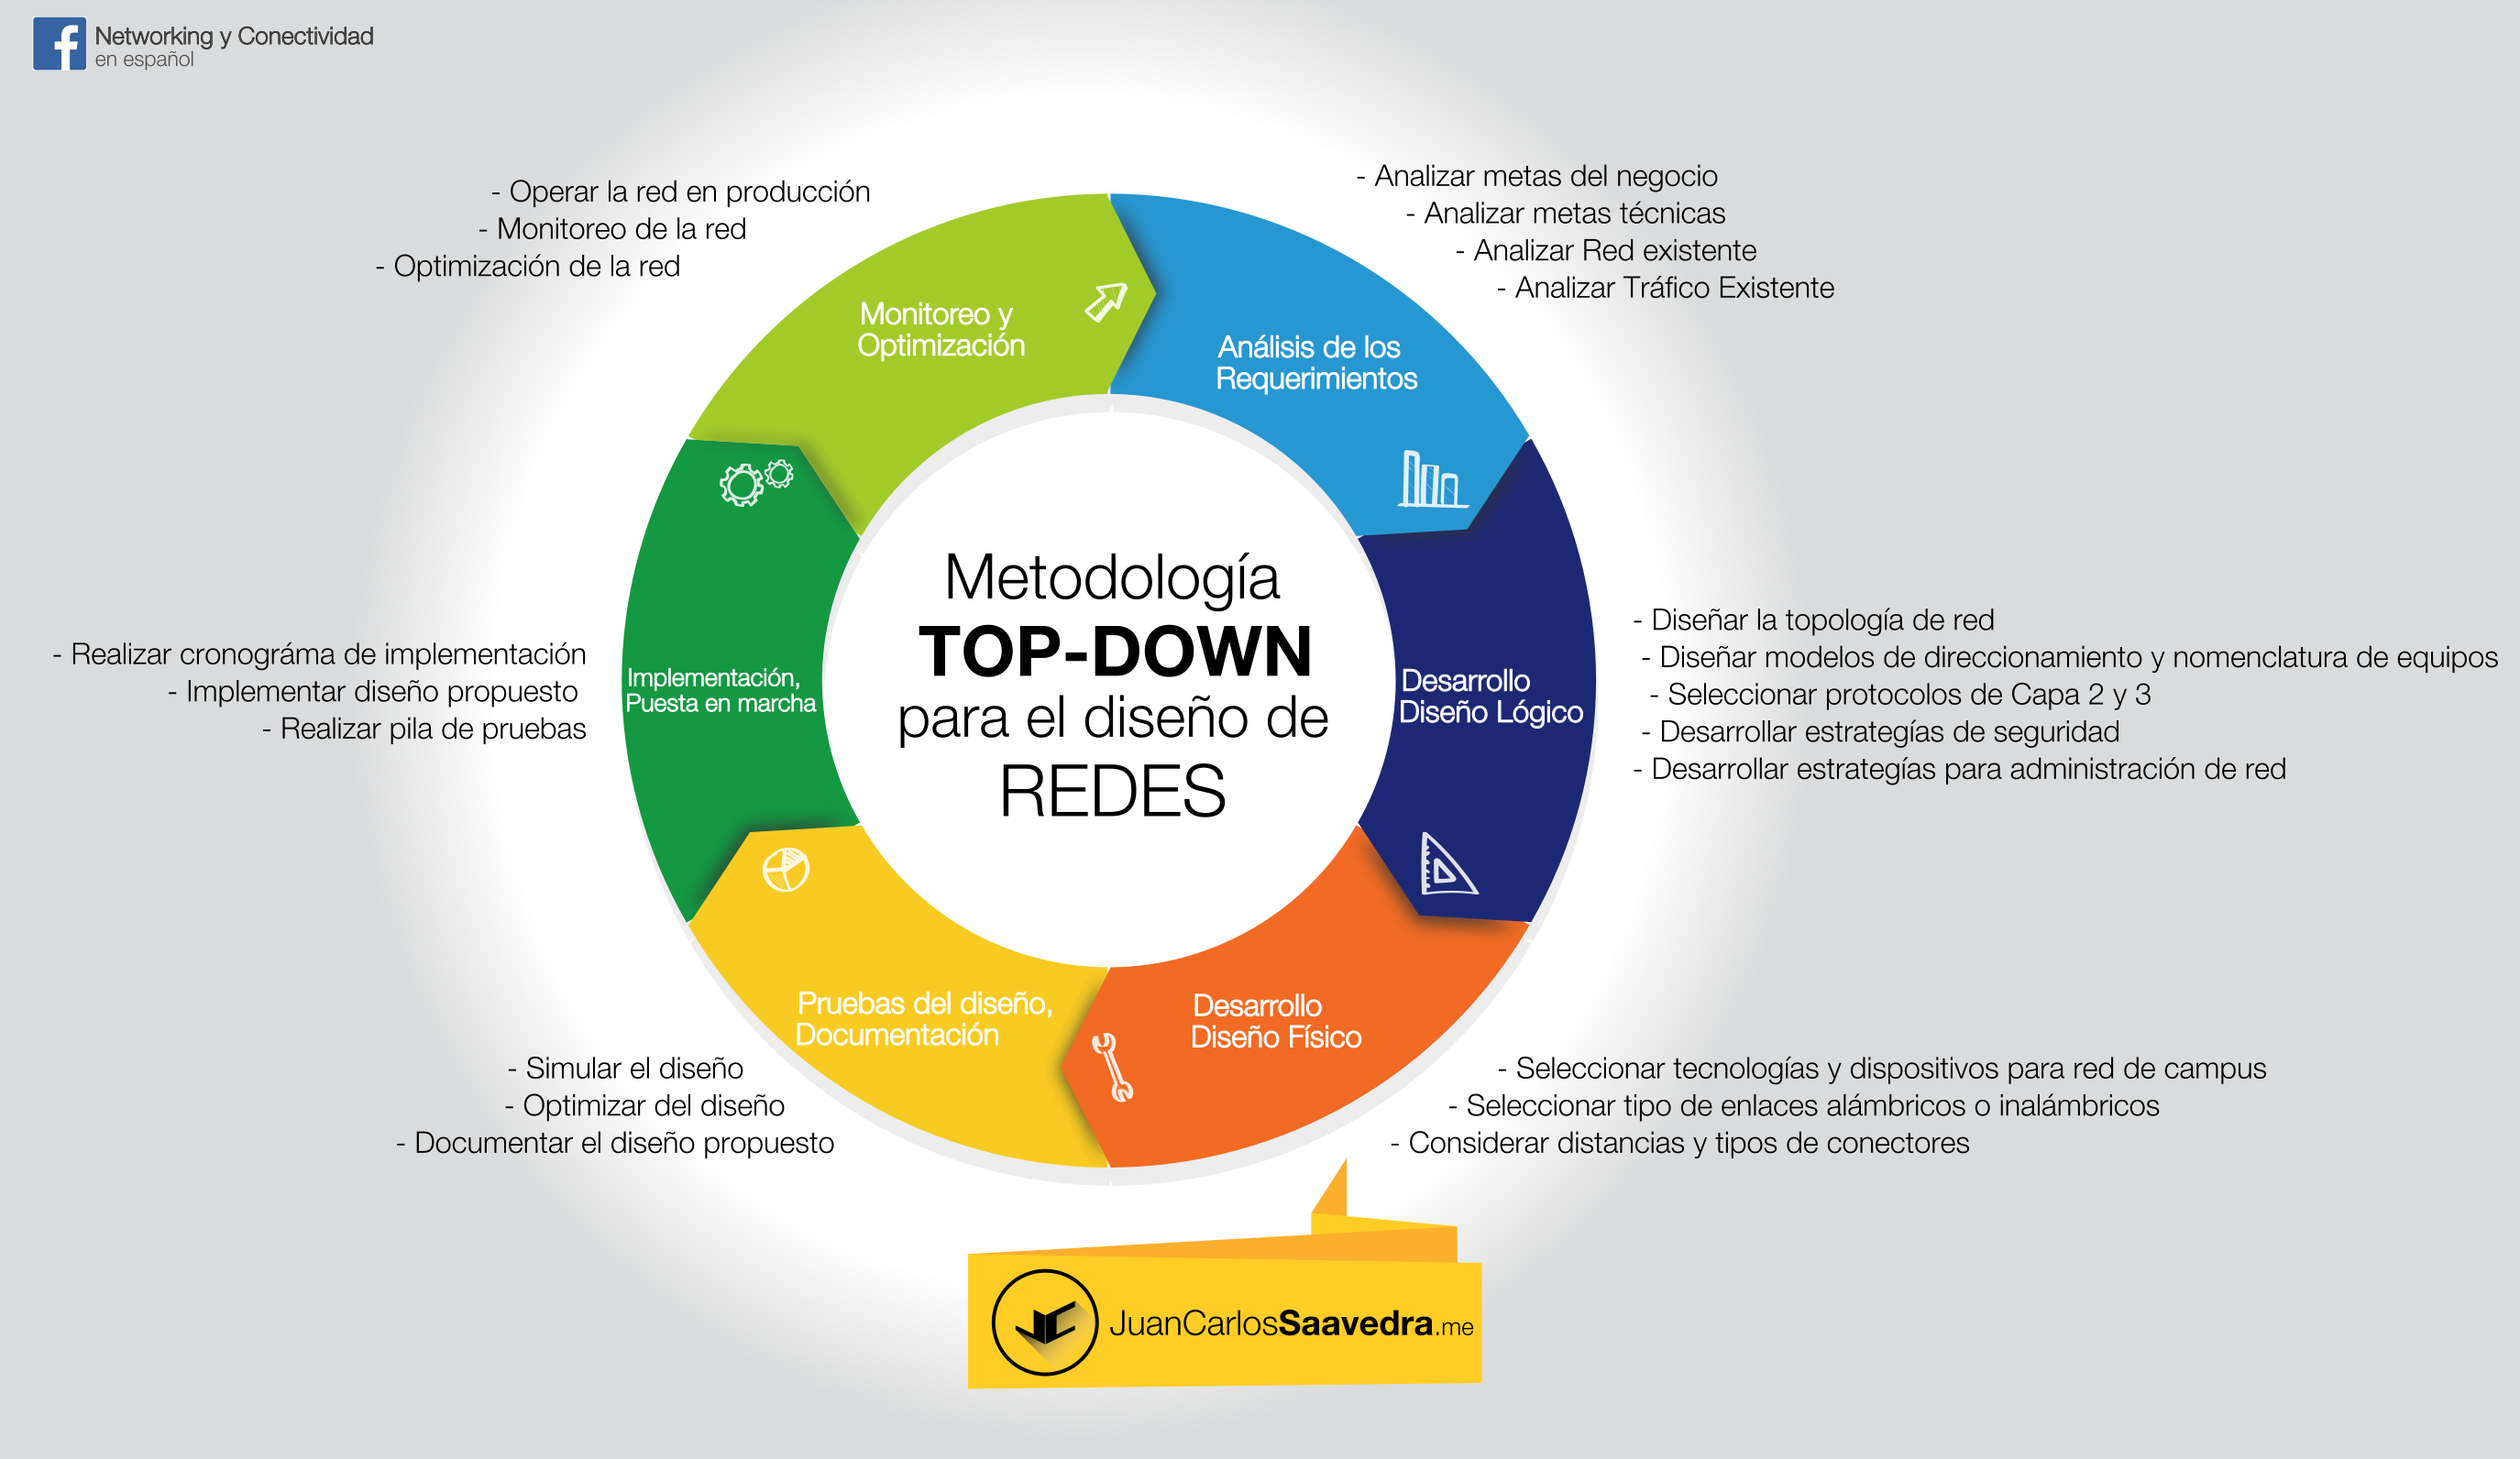 Networking y Conectividad
en español
Metodología
TOP-DOWN
para el diseño de
REDES
Análisis de los
Requerimientos
- Analizar metas del negocio
- Analizar metas técnicas
- Analizar Red existente
- Analizar Tráfico Existente
Desarrollo
Diseño Lógico
- Diseñar la topología de red
- Diseñar modelos de direccionamiento y nomenclatura de equipos
- Seleccionar protocolos de Capa 2 y 3
- Desarrollar estrategías de seguridad
- Desarrollar estrategías para administración de red
Desarrollo
Diseño Físico
- Seleccionar tecnologías y dispositivos para red de campus
- Seleccionar tipo de enlaces alámbricos o inalámbricos
- Considerar distancias y tipos de conectores
Pruebas del diseño,
Documentación
- Simular el diseño
- Optimizar del diseño
- Documentar el diseño propuesto
Implementación,
Puesta en marcha
- Realizar cronográma de implementación
- Implementar diseño propuesto
- Realizar pila de pruebas
Monitoreo y
Optimización
- Operar la red en producción
- Monitoreo de la red
- Optimización de la red
JuanCarlosSaavedra.me